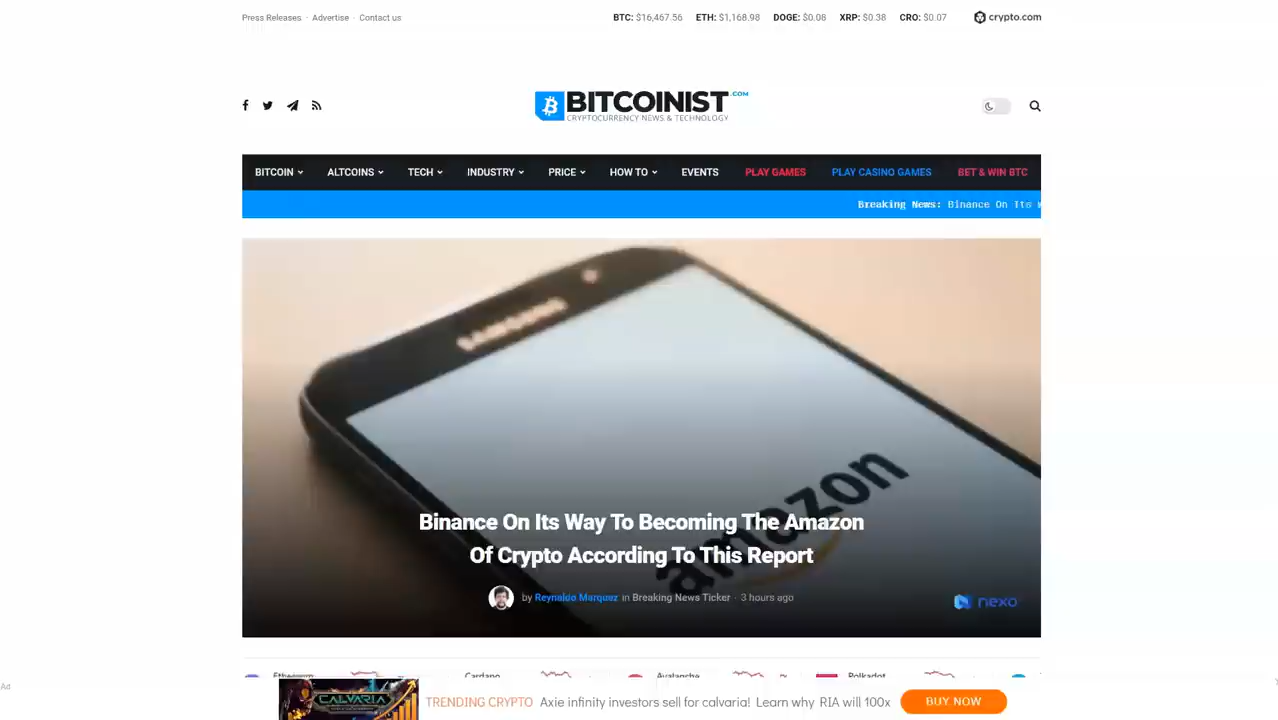 Press Releases · Advertise · Contact us
BTC: $16,467.56 ETH: $1,168.98 DOGE: $0.08 XRP: $0.38 CRO: $0.07 crypto.com
BITCOINIST .COM
CRYPTOCURRENCY NEWS & TECHNOLOGY
BITCOIN ALTCOINS TECH INDUSTRY PRICE HOW TO EVENTS PLAY GAMES PLAY CASINO GAMES BET & WIN BTC
Breaking News: Binance On Its
amazon
Binance On Its Way To Becoming The Amazon
Of Crypto According To This Report
by Reynaldo Marquez in Breaking News Ticker · 3 hours ago
nexo
Ethereum Cardano Avalanche Polkadot
Ad
CALVARIA
TRENDING CRYPTO Axie infinity investors sell for calvaria! Learn why RIA will 100x BUY NOW